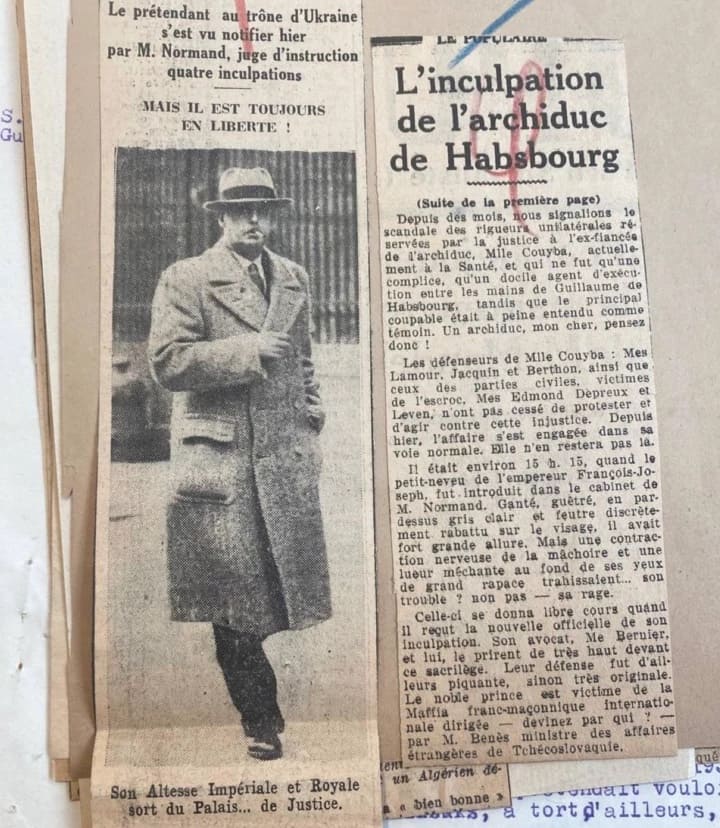 Le prétendant au trône d'Ukraine
s'est vu notifier hier
par M. Normand, juge d'instruction
quatre inculpations
MAIS IL EST TOUJOURS
EN LIBERTE !
Son Altesse Impériale et Royale
sort du Palais... de Justice.
LE POPULAIRE
L'inculpation
de l'archiduc
de Habsbourg
(Suite de la première page)
Depuis des mois, nous signalions le
scandale des rigueurs unilatérales ré-
servées par la justice à l'ex-fiancée
de l'archiduc, Mlle Couyba, actuelle-
ment à la Santé, et qui ne fut qu'une
complice, qu'un docile agent d'exécu-
tion entre les mains de Guillaume de
Habsbourg, tandis que le principal
coupable était à peine entendu comme
témoin. Un archiduc, mon cher, pensez
donc !
Les défenseurs de Mlle Couyba : Mes
Lamour, Jacquin et Berthon, ainsi que
ceux des parties civiles, victimes
de l'escroc, Mes Edmond Depreux et
Leven, n'ont pas cessé de protester et
d'agir contre cette injustice. Depuis
hier, l'affaire s'est engagée dans sa
voie normale. Elle n'en restera pas là.
Il était environ 15 h. 15, quand le
petit-neveu de l'empereur François-Jo-
seph, fut introduit dans le cabinet de
M. Normand. Ganté, guêtré, en par-
dessus gris clair et feutre discrète-
ment rabattu sur le visage, il avait
fort grande allure. Mais une contrac-
tion nerveuse de la mâchoire et une
lueur méchante au fond de ses yeux
de grand rapace trahissaient... son
trouble ? non pas — sa rage.
Celle-ci se donna libre cours quand
il reçut la nouvelle officielle de son
inculpation. Son avocat, Me Bernier,
et lui, le prirent de très haut devant
ce sacrilège. Leur défense fut d'ail-
leurs piquante, sinon très originale.
Le noble prince est victime de la
Maffia franc-maçonnique internatio-
nale dirigée — devinez par qui ? —
par M. Benès ministre des affaires
étrangères de Tchécoslovaquie.
S.
Gu
un Algérien dé-
« bien bonne »
qué
voulo
à tort d'ailleurs,